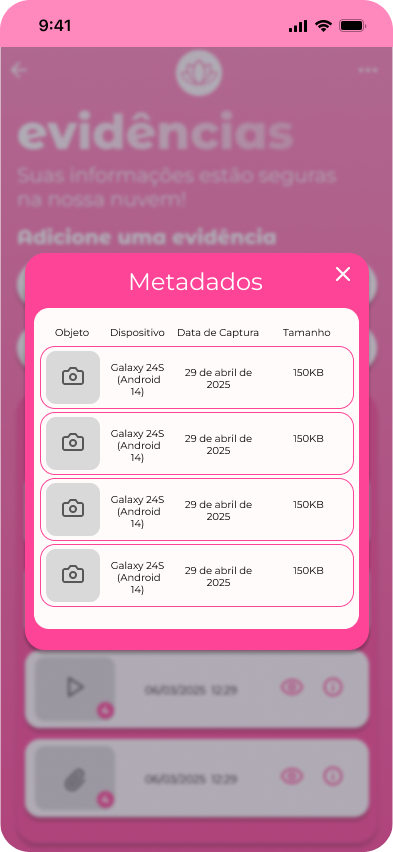 9:41
evidências
Suas informações estão seguras
na nossa nuvem!
Adicione uma evidência
Metadados
Objeto Dispositivo Data de Captura Tamanho
Galaxy 24S
(Android
14)
29 de abril de
2025
150KB
Galaxy 24S
(Android
14)
29 de abril de
2025
150KB
Galaxy 24S
(Android
14)
29 de abril de
2025
150KB
Galaxy 24S
(Android
14)
29 de abril de
2025
150KB
06/03/2025 12:29
06/03/2025 12:29